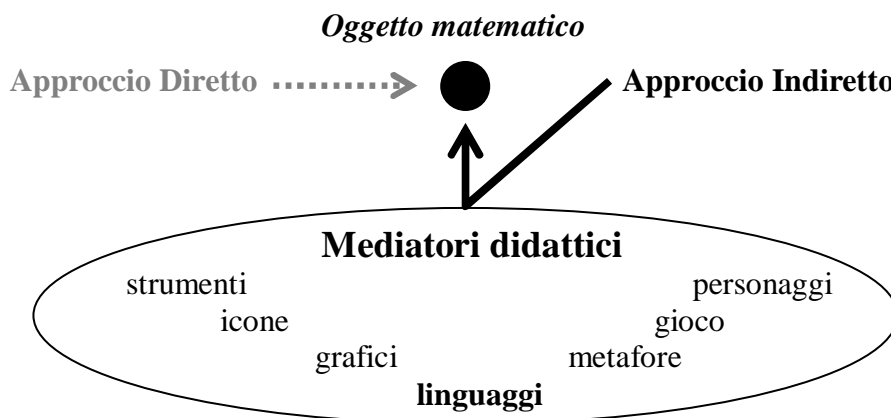 Oggetto matematico
Approccio Diretto
Approccio Indiretto
Mediatori didattici
strumenti
personaggi
icone
gioco
grafici
metafore
linguaggi